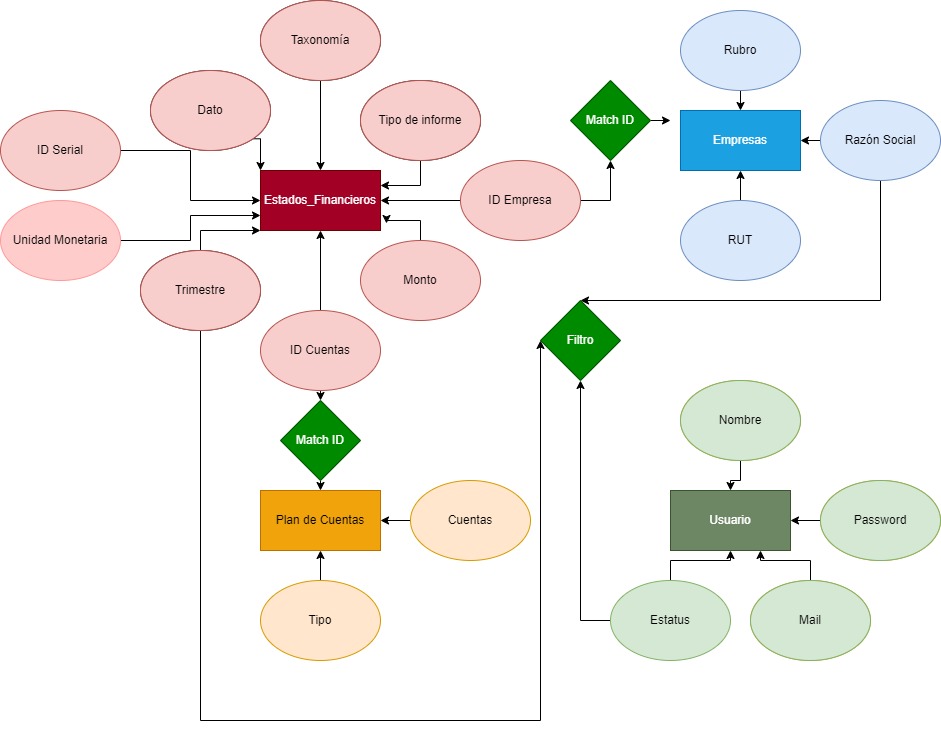 Taxonomía
Rubro
Dato
Tipo de informe
Match ID
Empresas
Razón Social
ID Serial
Estados_Financieros
ID Empresa
Unidad Monetaria
RUT
Trimestre
Monto
ID Cuentas
Filtro
Match ID
Nombre
Plan de Cuentas
Cuentas
Usuario
Password
Tipo
Estatus
Mail